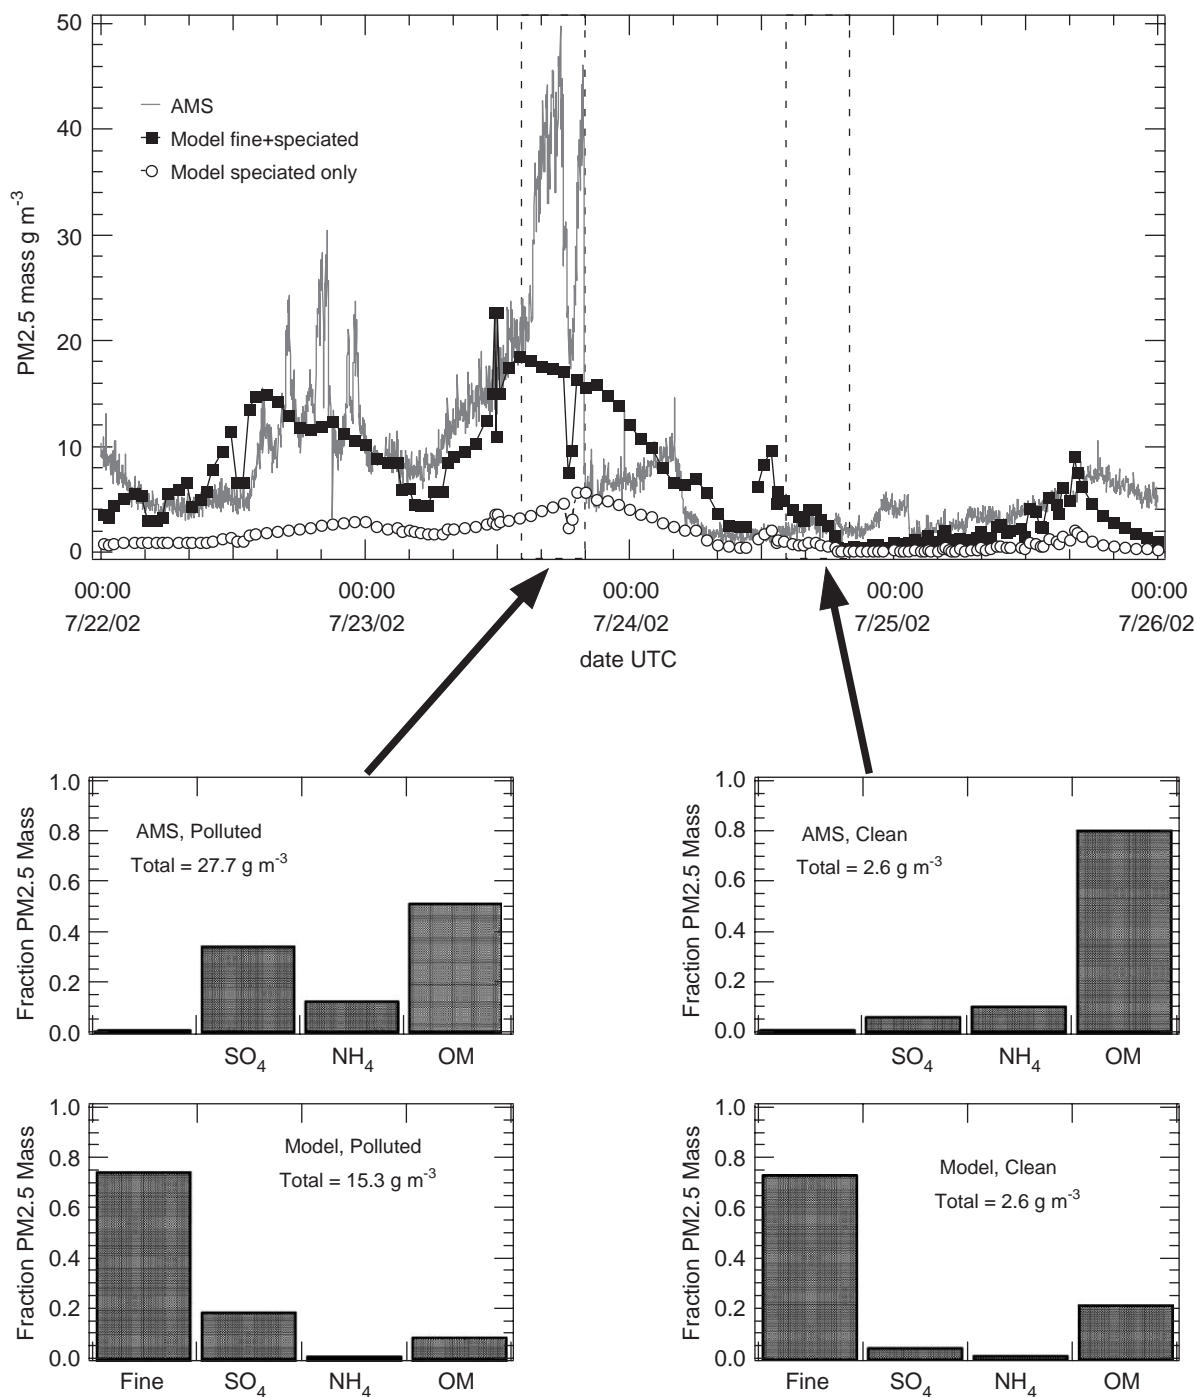 50
40
30
20
10
0
PM2.5 mass g m-3
AMS
Model fine+speciated
Model speciated only
00:00 00:00 00:00 00:00 00:00
7/22/02 7/23/02 7/24/02 7/25/02 7/26/02
date UTC
1.0
0.8
0.6
0.4
0.2
0.0
Fraction PM2.5 Mass
AMS, Polluted
Total = 27.7 g m-3
SO4 NH4 OM
1.0
0.8
0.6
0.4
0.2
0.0
Fraction PM2.5 Mass
AMS, Clean
Total = 2.6 g m-3
SO4 NH4 OM
1.0
0.8
0.6
0.4
0.2
0.0
Fraction PM2.5 Mass
Model, Polluted
Total = 15.3 g m-3
Fine SO4 NH4 OM
1.0
0.8
0.6
0.4
0.2
0.0
Fraction PM2.5 Mass
Model, Clean
Total = 2.6 g m-3
Fine SO4 NH4 OM